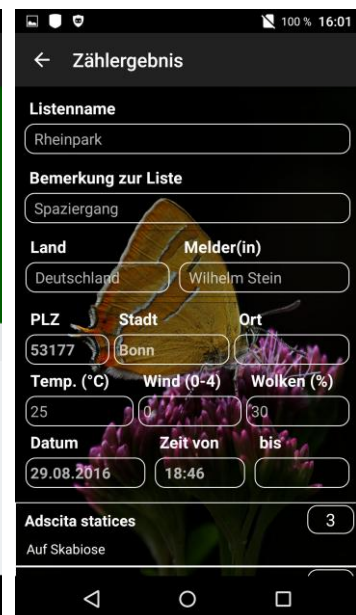 100 % 16:01
Zählergebnis
Listenname
Rheinpark
Bemerkung zur Liste
Spaziergang
Land Melder(in)
Deutschland Wilhelm Stein
PLZ Stadt Ort
53177 Bonn
Temp. (°C) Wind (0-4) Wolken (%)
25 0 30
Datum Zeit von bis
29.08.2016 18:46
Adscita statices 3
Auf Skabiose